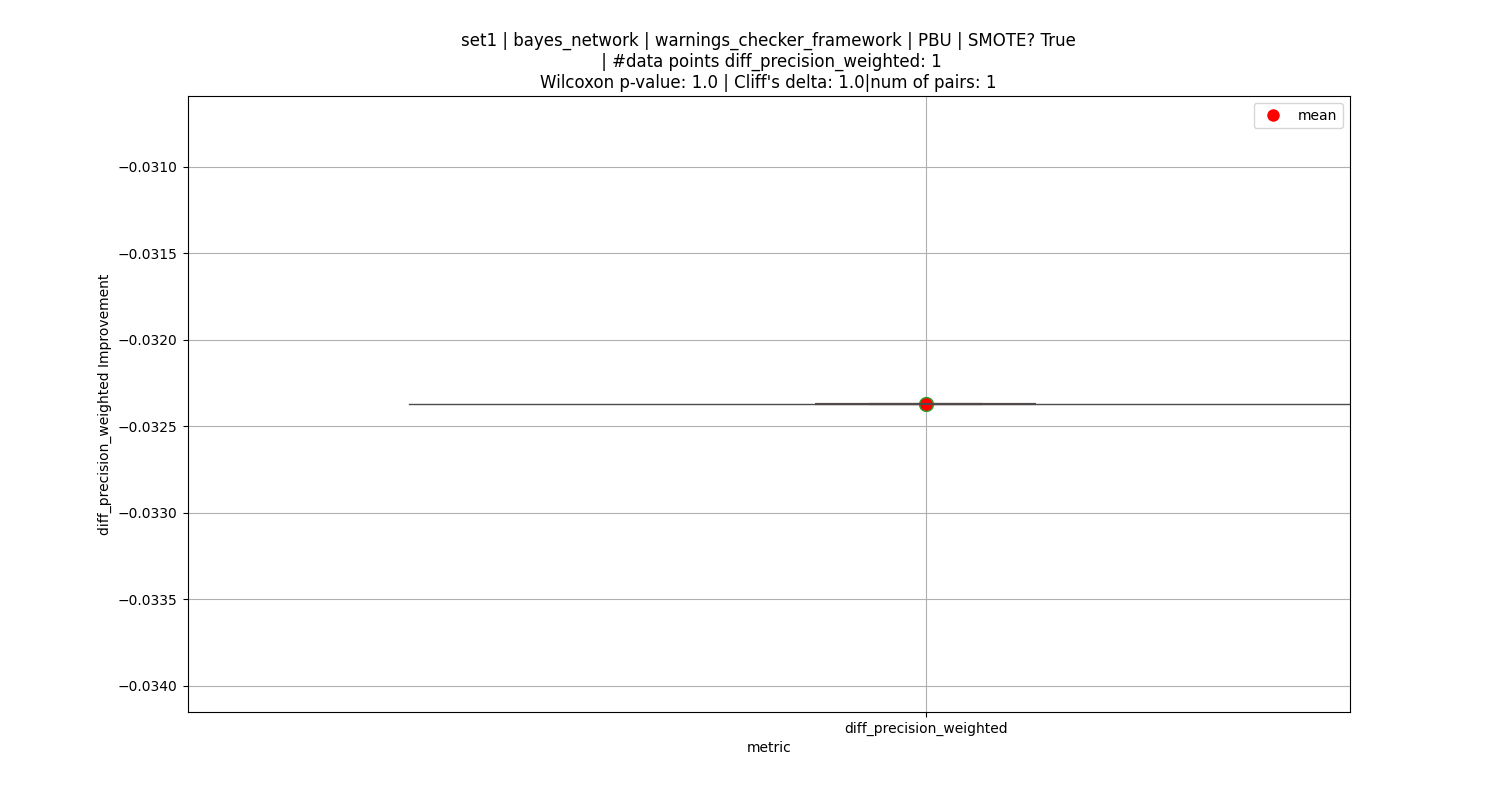 set1 | bayes_network | warnings_checker_framework | PBU | SMOTE? True
| #data points diff_precision_weighted: 1
Wilcoxon p-value: 1.0 | Cliff's delta: 1.0|num of pairs: 1
mean
−0.0310
−0.0315
−0.0320
−0.0325
−0.0330
−0.0335
−0.0340
diff_precision_weighted Improvement
diff_precision_weighted
metric